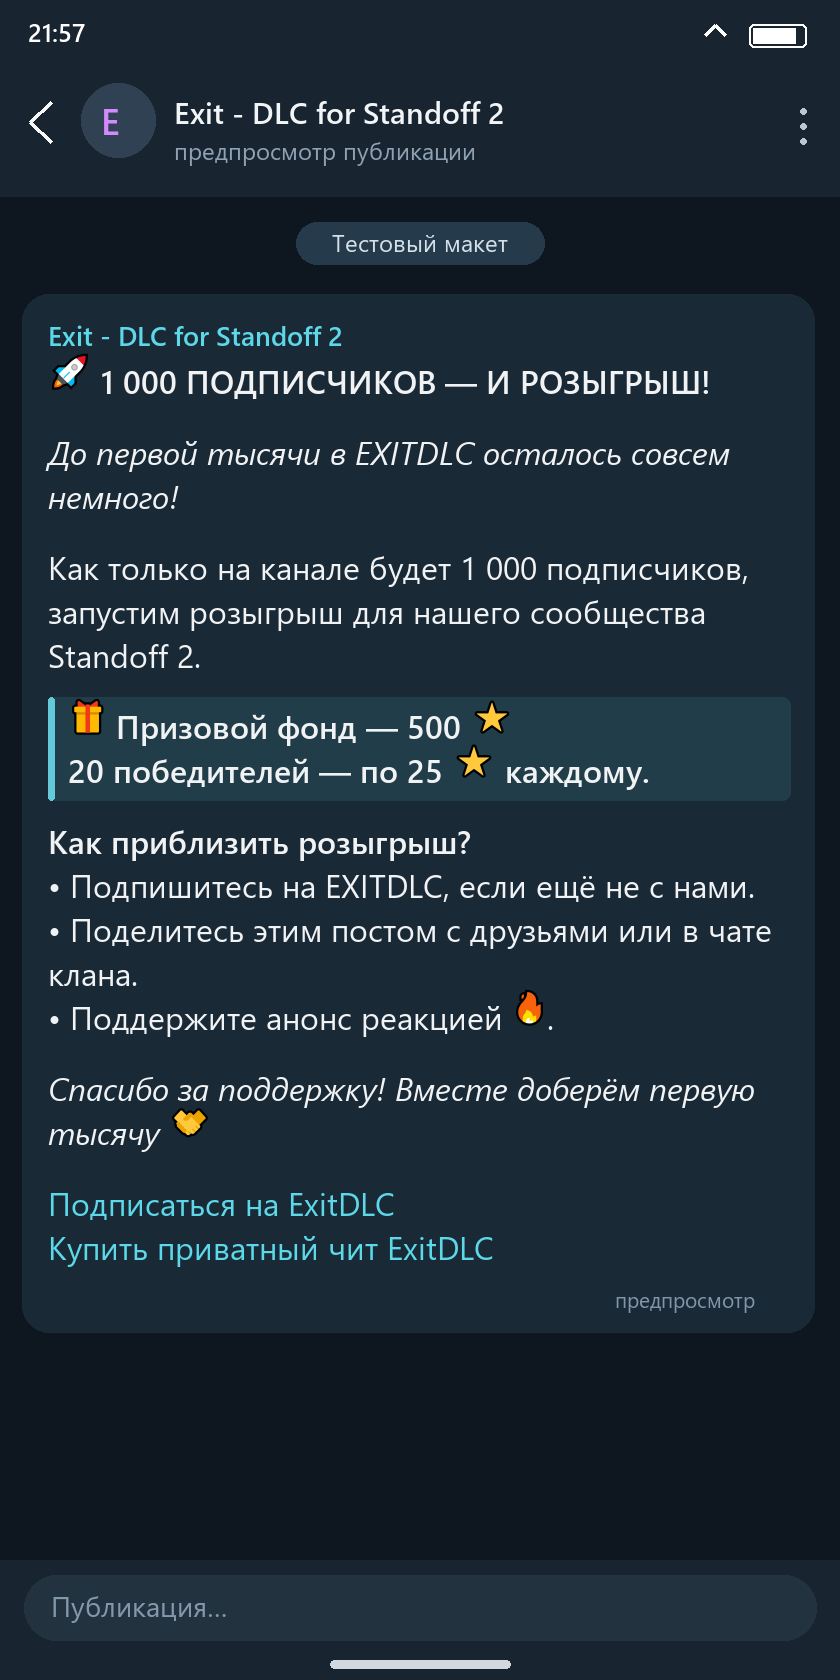 21:57
E
Exit - DLC for Standoff 2
предпросмотр публикации
Тестовый макет
Exit - DLC for Standoff 2
🚀 1 000 ПОДПИСЧИКОВ — И РОЗЫГРЫШ!
До первой тысячи в EXITDLC осталось совсем
немного!
Как только на канале будет 1 000 подписчиков,
запустим розыгрыш для нашего сообщества
Standoff 2.
🎁 Призовой фонд — 500 ⭐
20 победителей — по 25 ⭐ каждому.
Как приблизить розыгрыш?
• Подпишитесь на EXITDLC, если ещё не с нами.
• Поделитесь этим постом с друзьями или в чате
клана.
• Поддержите анонс реакцией 🔥.
Спасибо за поддержку! Вместе доберём первую
тысячу 🤝
Подписаться на ExitDLC
Купить приватный чит ExitDLC
предпросмотр
Публикация...